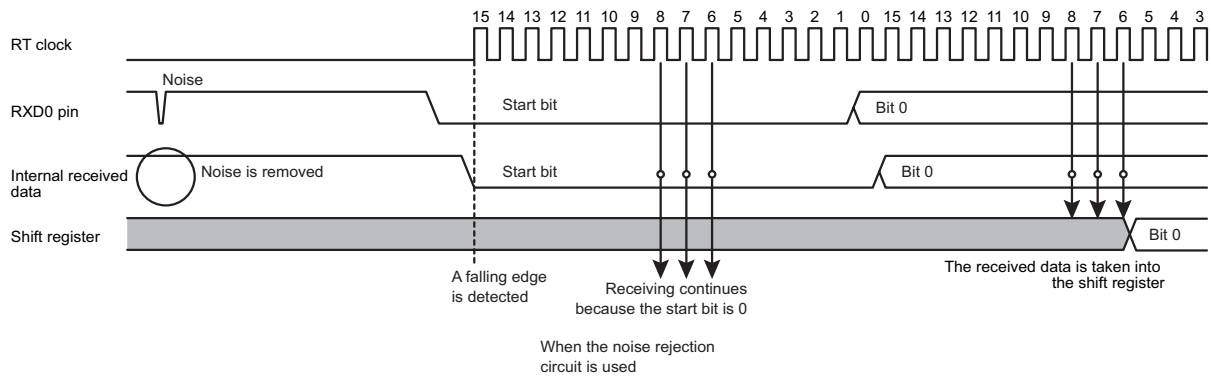 15 14 13 12 11 10 9 8 7 6 5 4 3 2 1 0 15 14 13 12 11 10 9 8 7 6 5 4 3
RT clock
Noise
RXD0 pin
Start bit
Bit 0
Internal received
data
Noise is removed
Start bit
Bit 0
Shift register
Bit 0
A falling edge
is detected
Receiving continues
because the start bit is 0
The received data is taken into
the shift register
When the noise rejection
circuit is used